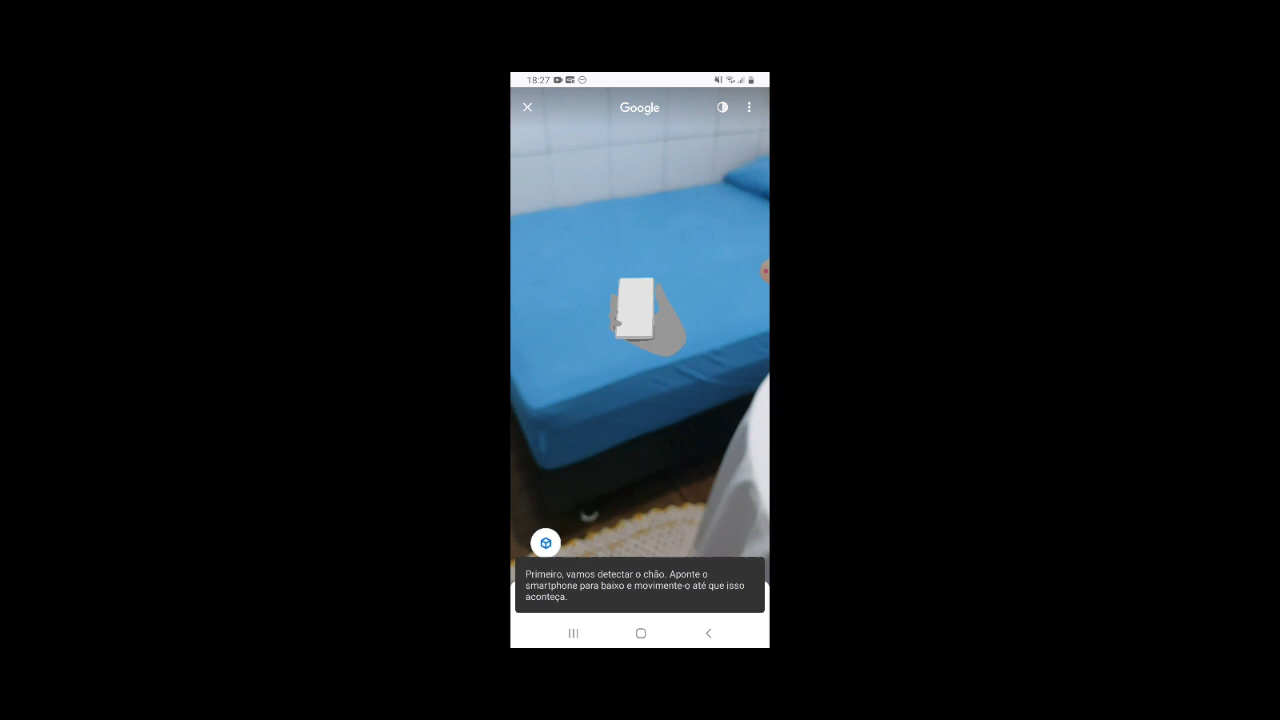 18:27
Google
Primeiro, vamos detectar o chão. Aponte o
smartphone para baixo e movimente-o até que isso
aconteça.